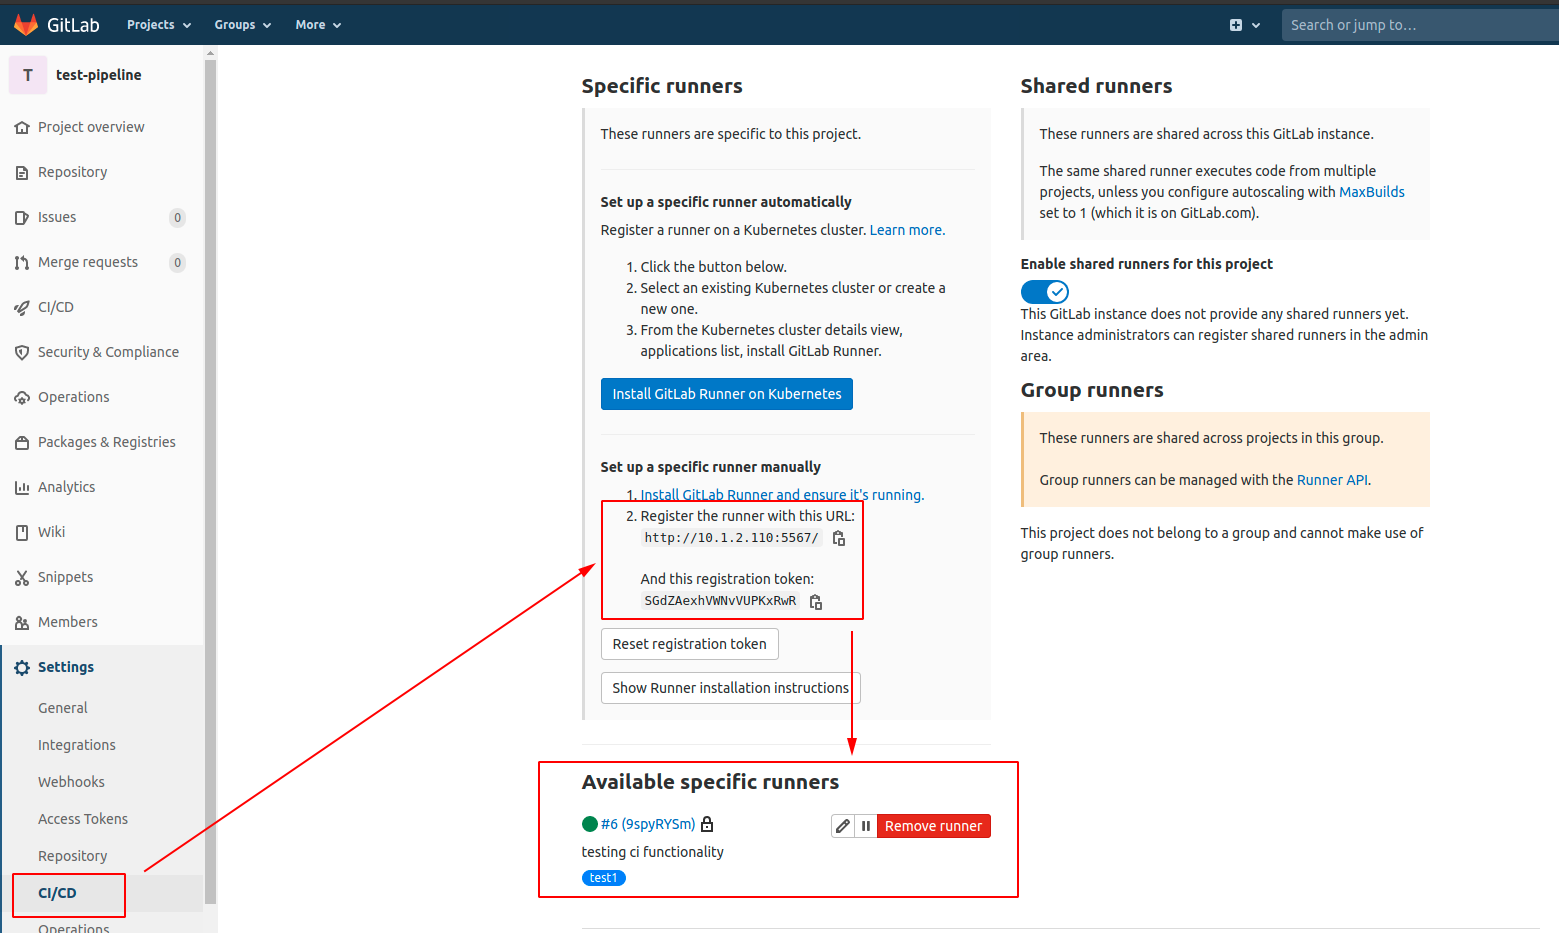 GitLab
Projects
Groups
More
Search or jump to…
T
test-pipeline
Project overview
Repository
Issues
0
Merge requests
0
CI/CD
Security & Compliance
Operations
Packages & Registries
Analytics
Wiki
Snippets
Members
Settings
General
Integrations
Webhooks
Access Tokens
Repository
CI/CD
Operations
Specific runners
These runners are specific to this project.
Set up a specific runner automatically
Register a runner on a Kubernetes cluster. Learn more.
1. Click the button below.
2. Select an existing Kubernetes cluster or create a
new one.
3. From the Kubernetes cluster details view,
applications list, install GitLab Runner.
Install GitLab Runner on Kubernetes
Set up a specific runner manually
1. Install GitLab Runner and ensure it's running.
2. Register the runner with this URL:
http://10.1.2.110:5567/
And this registration token:
SGdZAexhVWNvVUPKxRwR
Reset registration token
Show Runner installation instructions
Available specific runners
#6 (9spyRYSm)
Remove runner
testing ci functionality
test1
Shared runners
These runners are shared across this GitLab instance.
The same shared runner executes code from multiple
projects, unless you configure autoscaling with MaxBuilds
set to 1 (which it is on GitLab.com).
Enable shared runners for this project
This GitLab instance does not provide any shared runners yet.
Instance administrators can register shared runners in the admin
area.
Group runners
These runners are shared across projects in this group.
Group runners can be managed with the Runner API.
This project does not belong to a group and cannot make use of
group runners.